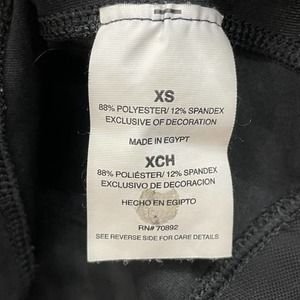 XS
88% POLYESTER/ 12% SPANDEX
EXCLUSIVE OF DECORATION
MADE IN EGYPT
XCH
88% POLIÉSTER/ 12% SPANDEX
EXCLUSIVO DE DECORACIÓN
HECHO EN EGIPTO
RN# 70892
SEE REVERSE SIDE FOR CARE DETAILS